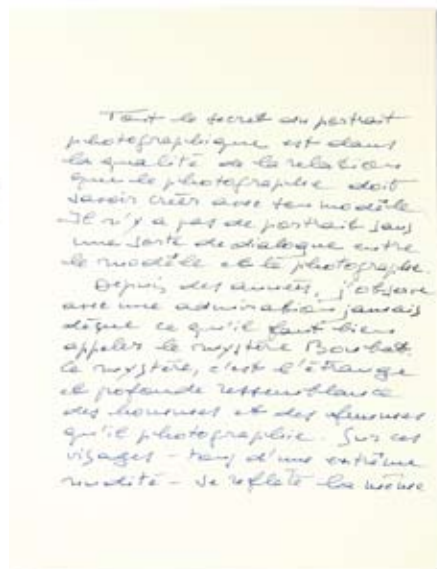 Tout le secret du portrait
photographique est dans
la qualité de la relation
que le photographe doit
savoir créer avec son modèle.
Il n'y a pas de portrait sans
une sorte de dialogue entre
le modèle et le photographe.
Depuis des années, j'observe
avec une admiration jamais
déçue ce qu'il faut bien
appeler le mystère Boubat.
Ce mystère, c'est l'étrange
et profonde ressemblance
des hommes et des femmes
qu'il photographie. Sur ces
visages - tous d'une extrême
nudité - se reflète la même